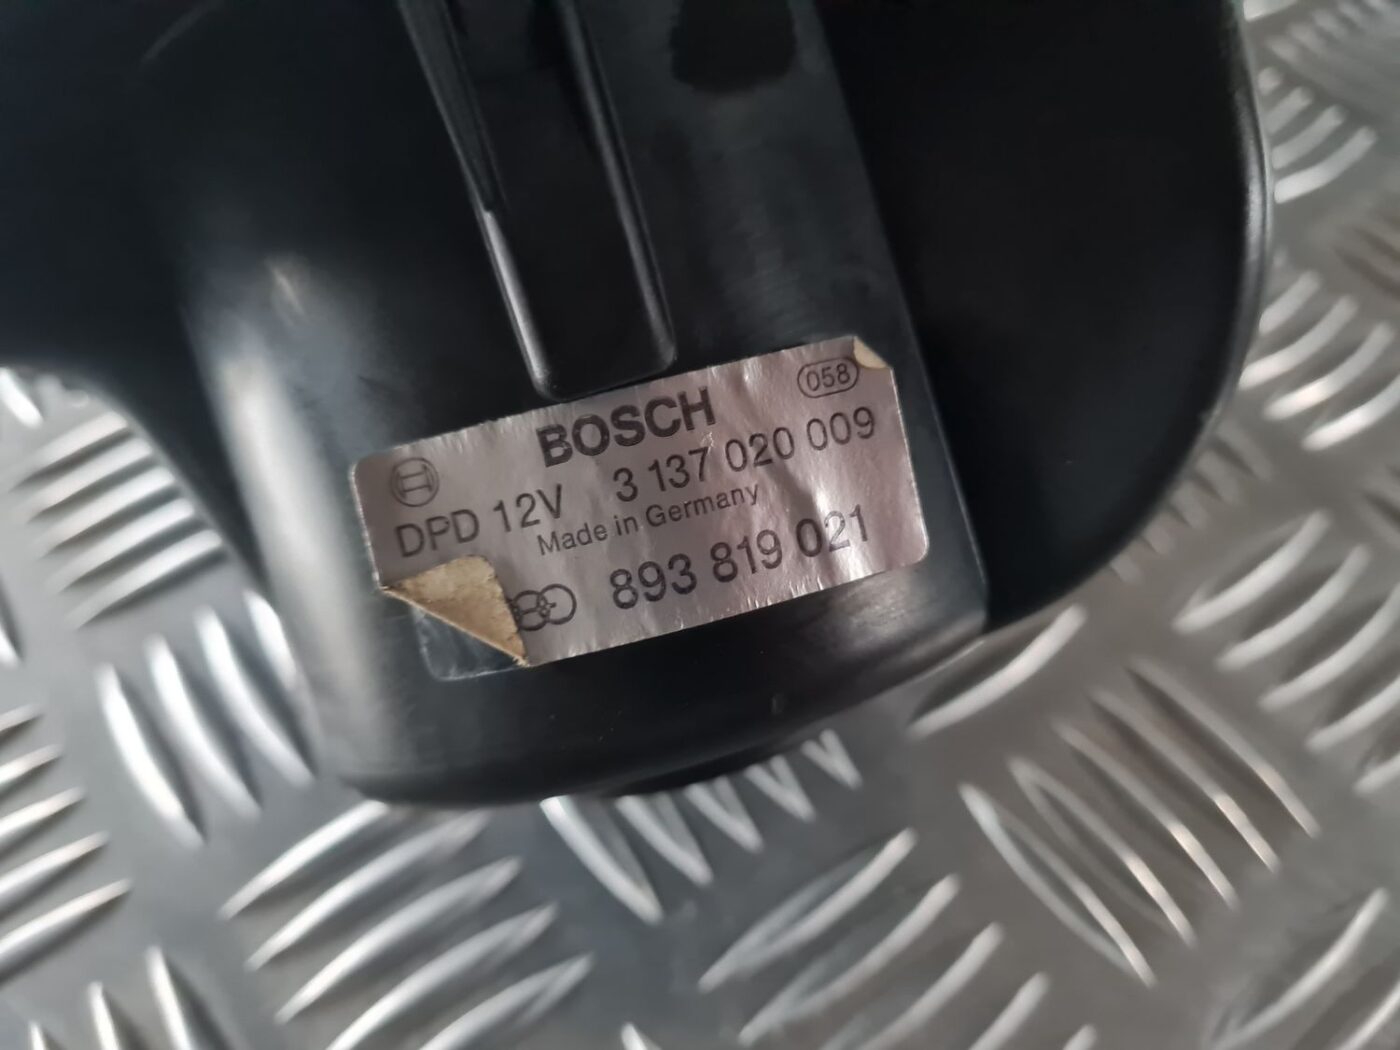 BOSCH 058
DPD 12V 3 137 020 009
Made in Germany
893 819 021